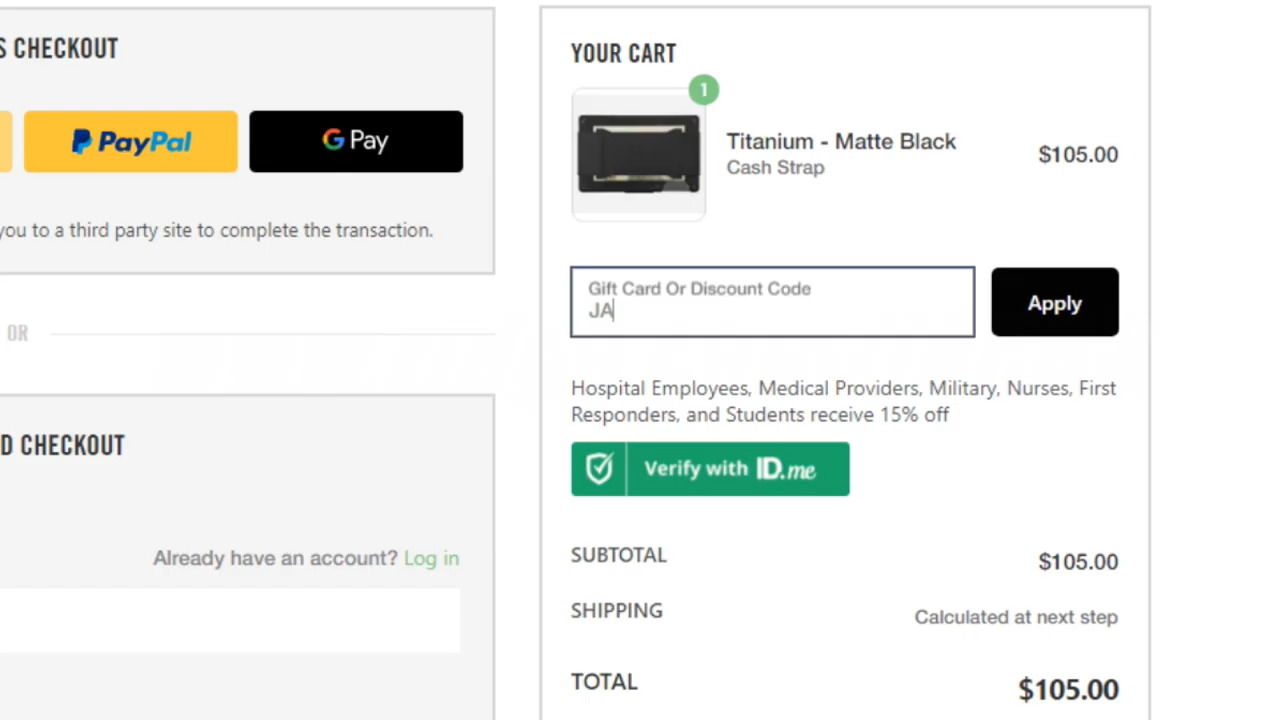 S CHECKOUT
PayPal
G Pay
you to a third party site to complete the transaction.
OR
D CHECKOUT
Already have an account? Log in
YOUR CART
1
Titanium - Matte Black
Cash Strap
$105.00
Gift Card Or Discount Code
JA
Apply
Hospital Employees, Medical Providers, Military, Nurses, First
Responders, and Students receive 15% off
Verify with ID.me
SUBTOTAL
$105.00
SHIPPING
Calculated at next step
TOTAL
$105.00